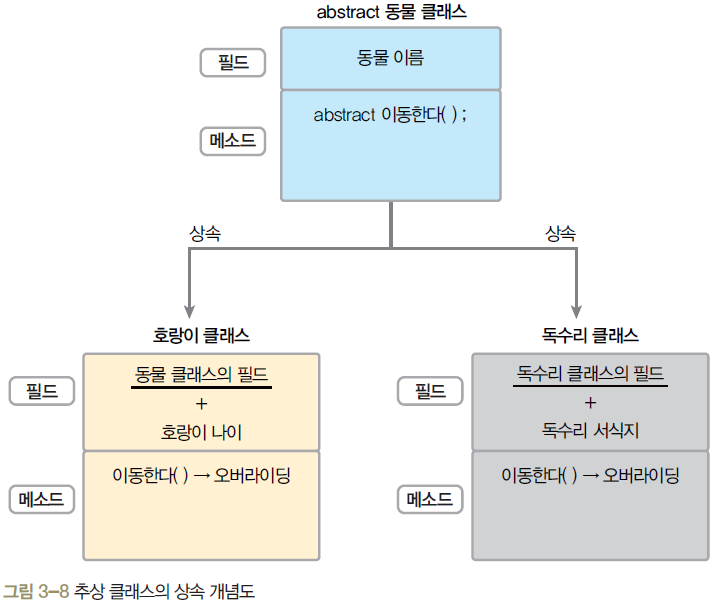 abstract 동물 클래스
필드
동물 이름
메소드
abstract 이동한다( ) ;
상속
상속
호랑이 클래스
필드
동물 클래스의 필드
+
호랑이 나이
메소드
이동한다( ) → 오버라이딩
독수리 클래스
필드
독수리 클래스의 필드
+
독수리 서식지
메소드
이동한다( ) → 오버라이딩
그림 3-8 추상 클래스의 상속 개념도